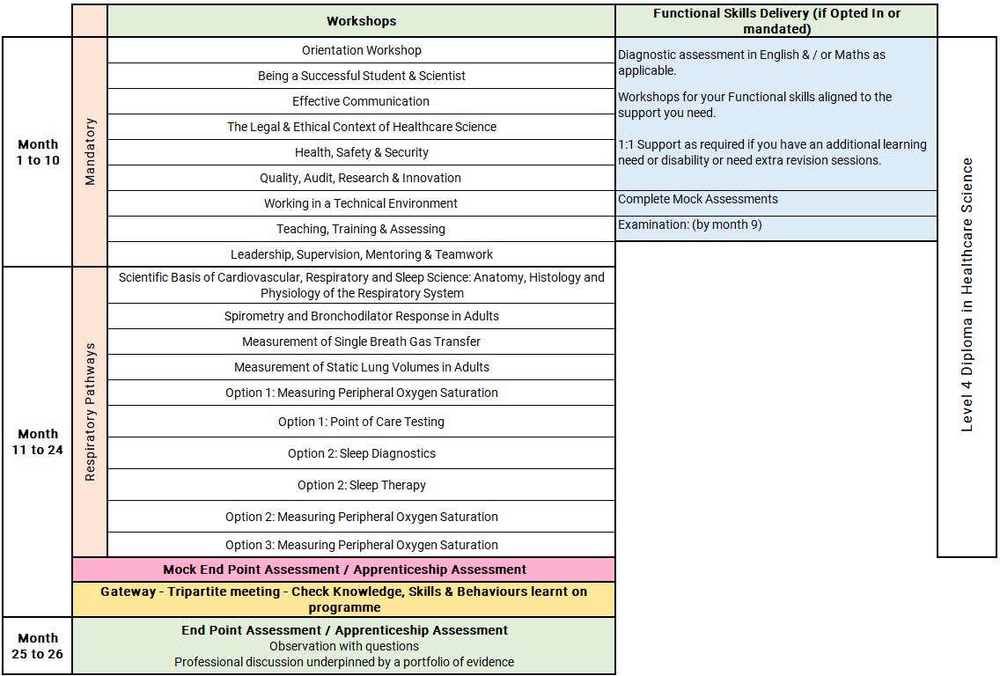 Workshops
Functional Skills Delivery (if Opted In or
mandated)
Month
1 to 10
Mandatory
Orientation Workshop
Being a Successful Student & Scientist
Effective Communication
The Legal & Ethical Context of Healthcare Science
Health, Safety & Security
Quality, Audit, Research & Innovation
Working in a Technical Environment
Teaching, Training & Assessing
Leadership, Supervision, Mentoring & Teamwork
Diagnostic assessment in English & / or Maths as
applicable.
Workshops for your Functional skills aligned to the
support you need.
1:1 Support as required if you have an additional learning
need or disability or need extra revision sessions.
Complete Mock Assessments
Examination: (by month 9)
Level 4 Diploma in Healthcare Science
Month
11 to 24
Respiratory Pathways
Scientific Basis of Cardiovascular, Respiratory and Sleep Science: Anatomy, Histology and
Physiology of the Respiratory System
Spirometry and Bronchodilator Response in Adults
Measurement of Single Breath Gas Transfer
Measurement of Static Lung Volumes in Adults
Option 1: Measuring Peripheral Oxygen Saturation
Option 1: Point of Care Testing
Option 2: Sleep Diagnostics
Option 2: Sleep Therapy
Option 2: Measuring Peripheral Oxygen Saturation
Option 3: Measuring Peripheral Oxygen Saturation
Mock End Point Assessment / Apprenticeship Assessment
Gateway - Tripartite meeting - Check Knowledge, Skills & Behaviours learnt on
programme
Month
25 to 26
End Point Assessment / Apprenticeship Assessment
Observation with questions
Professional discussion underpinned by a portfolio of evidence